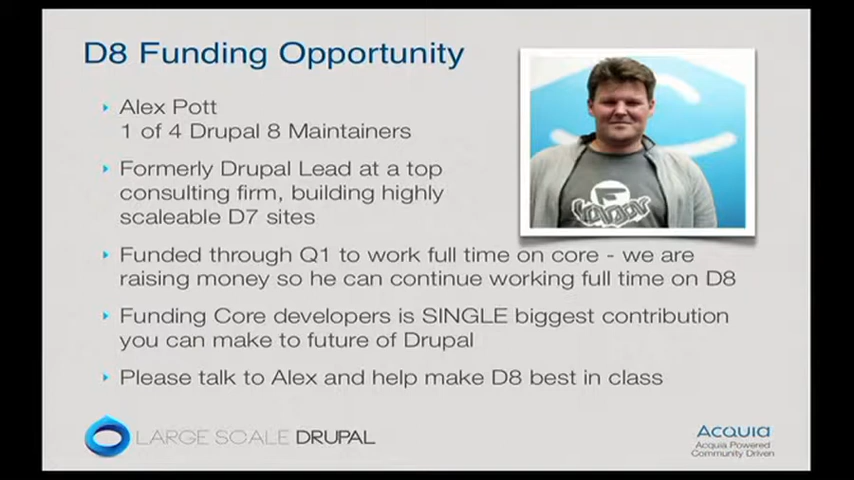 D8 Funding Opportunity
Alex Pott
1 of 4 Drupal 8 Maintainers
Formerly Drupal Lead at a top
consulting firm, building highly
scaleable D7 sites
Funded through Q1 to work full time on core - we are
raising money so he can continue working full time on D8
Funding Core developers is SINGLE biggest contribution
you can make to future of Drupal
Please talk to Alex and help make D8 best in class
LARGE SCALE DRUPAL
Acquia
Acquia Powered
Community Driven